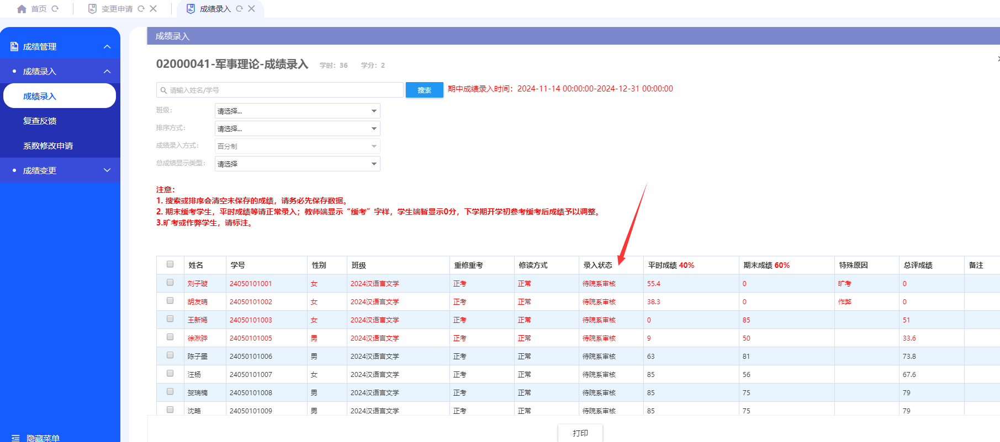 首页
变更申请
成绩录入
成绩管理
成绩录入
成绩录入
复查反馈
系数修改申请
成绩变更
隐藏菜单
成绩录入
02000041-军事理论-成绩录入 学时：36 学分：2
请输入姓名/学号 搜索 期中成绩录入时间：2024-11-14 00:00:00-2024-12-31 00:00:00
班级： 请选择...
排序方式： 请选择...
成绩录入方式： 百分制
总成绩显示类型： 请选择
注意：
1. 搜索或排序会清空未保存的成绩，请务必先保存数据。
2. 期末缓考学生，平时成绩等请正常录入；教师端显示“缓考”字样，学生端暂显示0分，下学期开学初参考缓考后成绩予以调整。
3.旷考或作弊学生，请标注。
姓名 学号 性别 班级 重修重考 修读方式 录入状态 平时成绩 40% 期末成绩 60% 特殊原因 总评成绩 备注
刘子璇 24050101001 女 2024汉语言文学 正考 正常 待院系审核 55.4 0 旷考 0
胡友晴 24050101002 女 2024汉语言文学 正考 正常 待院系审核 38.3 0 作弊 0
王新嫣 24050101003 女 2024汉语言文学 正考 正常 待院系审核 0 85 51
徐湫骅 24050101005 男 2024汉语言文学 正考 正常 待院系审核 9 50 33.6
陈子墨 24050101006 男 2024汉语言文学 正考 正常 待院系审核 63 81 73.8
汪杨 24050101007 女 2024汉语言文学 正考 正常 待院系审核 85 56 67.6
贺瑞楠 24050101008 男 2024汉语言文学 正考 正常 待院系审核 85 75 79
沈略 24050101009 男 2024汉语言文学 正考 正常 待院系审核 85 75 79
打印